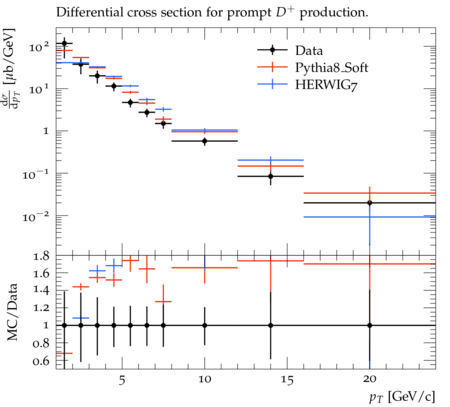 Differential cross section for prompt D⁺ production.
dσ/dp_T [μb/GeV]
10²
10¹
1
10⁻¹
10⁻²
Data
Pythia8_Soft
HERWIG7
MC/Data
1.8
1.6
1.4
1.2
1.0
0.8
0.6
5
10
15
20
p_T [GeV/c]